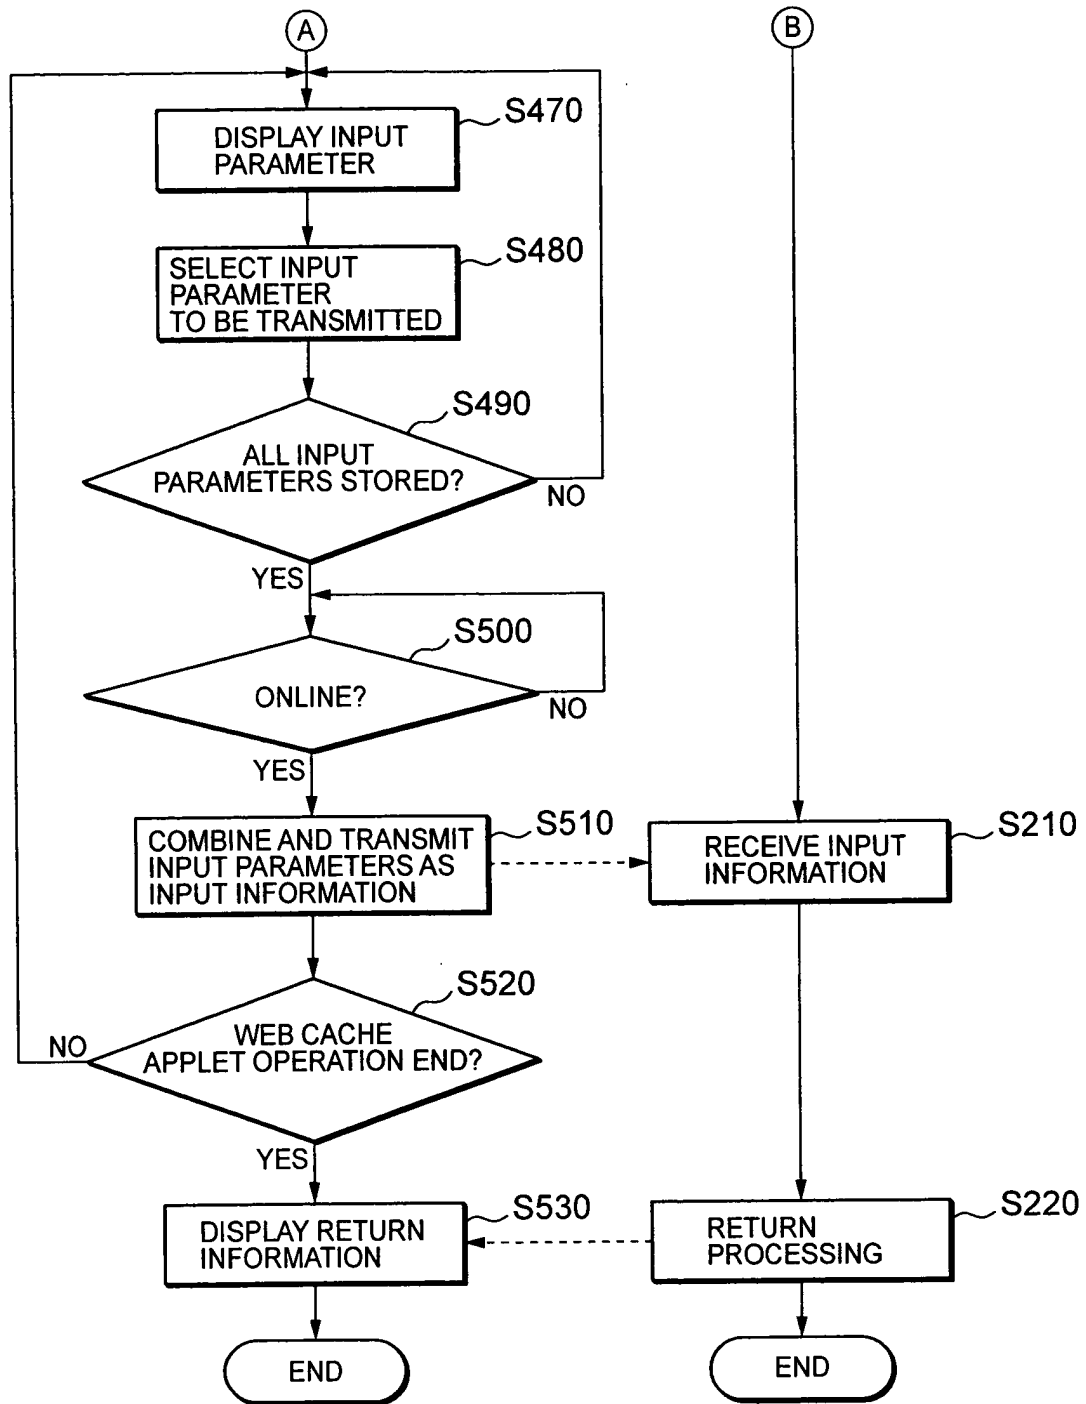 A
B
S470
DISPLAY INPUT
PARAMETER
S480
SELECT INPUT
PARAMETER
TO BE TRANSMITTED
S490
ALL INPUT
PARAMETERS STORED?
NO
YES
S500
ONLINE?
NO
YES
S510
COMBINE AND TRANSMIT
INPUT PARAMETERS AS
INPUT INFORMATION
S210
RECEIVE INPUT
INFORMATION
S520
WEB CACHE
APPLET OPERATION END?
NO
YES
S530
DISPLAY RETURN
INFORMATION
S220
RETURN
PROCESSING
END
END